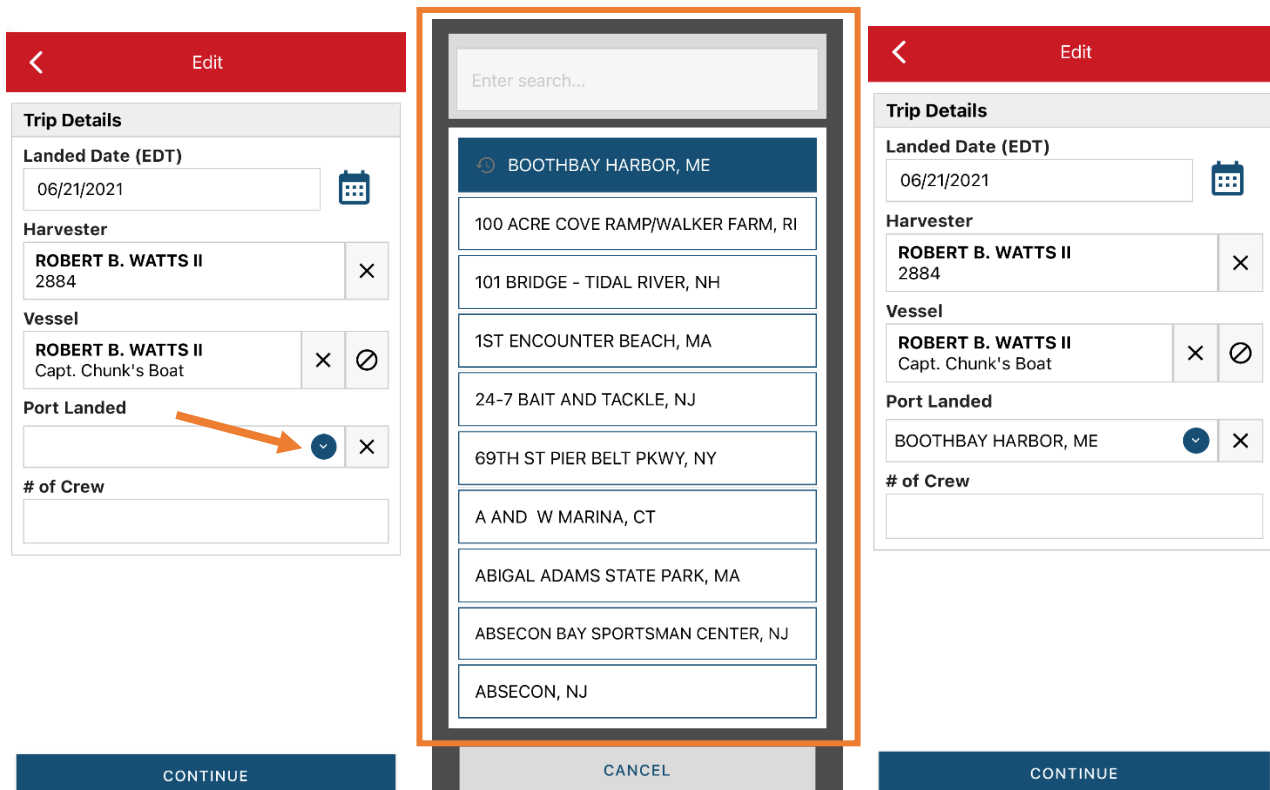 Edit
Trip Details
Landed Date (EDT)
06/21/2021
Harvester
ROBERT B. WATTS II
2884
Vessel
ROBERT B. WATTS II
Capt. Chunk's Boat
Port Landed
# of Crew
CONTINUE
Enter search...
BOOTHBAY HARBOR, ME
100 ACRE COVE RAMP/WALKER FARM, RI
101 BRIDGE - TIDAL RIVER, NH
1ST ENCOUNTER BEACH, MA
24-7 BAIT AND TACKLE, NJ
69TH ST PIER BELT PKWY, NY
A AND  W MARINA, CT
ABIGAL ADAMS STATE PARK, MA
ABSECON BAY SPORTSMAN CENTER, NJ
ABSECON, NJ
CANCEL
Edit
Trip Details
Landed Date (EDT)
06/21/2021
Harvester
ROBERT B. WATTS II
2884
Vessel
ROBERT B. WATTS II
Capt. Chunk's Boat
Port Landed
BOOTHBAY HARBOR, ME
# of Crew
CONTINUE